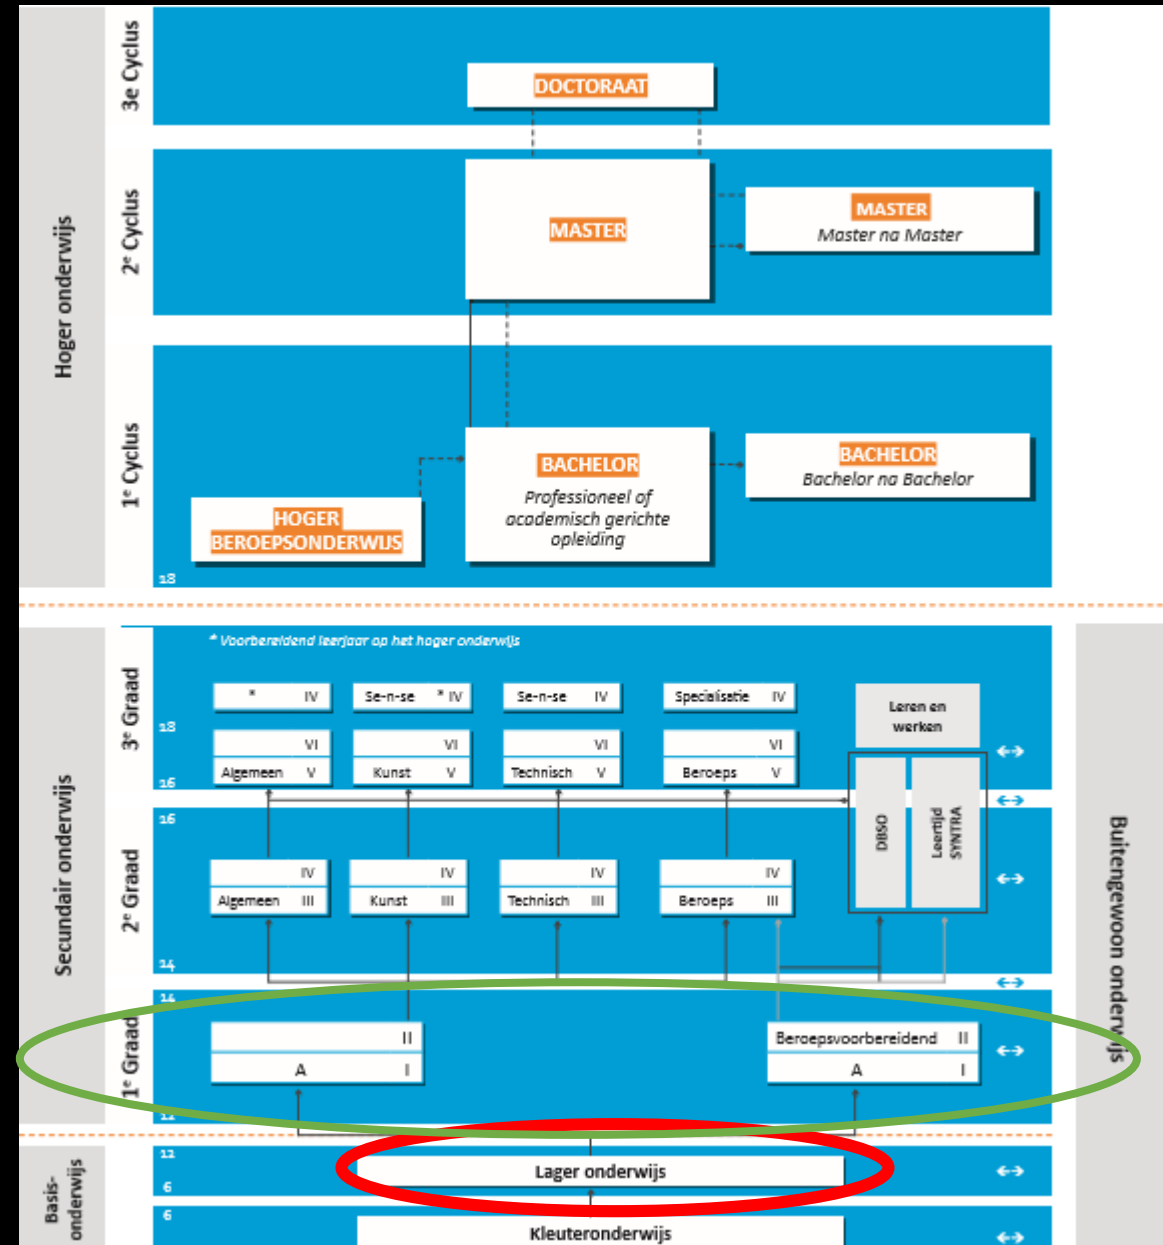 Hoger onderwijs
3e Cyclus
DOCTORAAT
2e Cyclus
MASTER
MASTER
Master na Master
1e Cyclus
BACHELOR
Professioneel of
academisch gerichte
opleiding
BACHELOR
Bachelor na Bachelor
HOGER
BEROEPSONDERWIJS
18
Secundair onderwijs
Buitengewoon onderwijs
3e Graad
* Voorbereidend leerjaar op het hoger onderwijs
* IV
Se-n-se * IV
Se-n-se IV
Specialisatie IV
Leren en
werken
18
VI
VI
VI
VI
Algemeen V
Kunst V
Technisch V
Beroeps V
16
2e Graad
16
DBSO
Leertijd
SYNTRA
IV
IV
IV
IV
Algemeen III
Kunst III
Technisch III
Beroeps III
14
1e Graad
14
II
Beroepsvoorbereidend II
A I
A I
12
Basis-
onderwijs
12
Lager onderwijs
6
6
Kleuteronderwijs